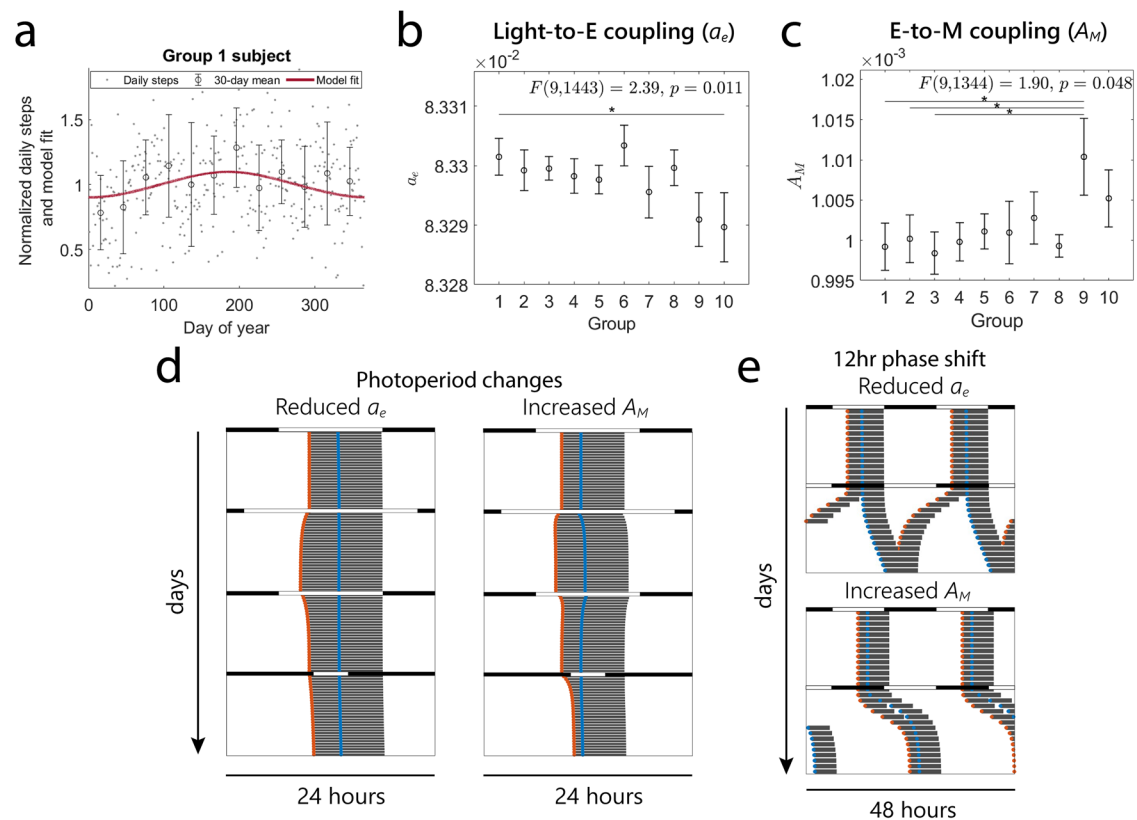 a
Group 1 subject
Daily steps 30-day mean Model fit
Normalized daily steps
and model fit
1.5
1
0.5
0 100 200 300
Day of year
b
Light-to-E coupling (ae)
×10-2
F(9,1443) = 2.39, p = 0.011
*
8.331
8.33
8.329
8.328
ae
1 2 3 4 5 6 7 8 9 10
Group
c
E-to-M coupling (AM)
×10-3
F(9,1344) = 1.90, p = 0.048
*
*
*
1.02
1.015
1.01
1.005
1
0.995
AM
1 2 3 4 5 6 7 8 9 10
Group
d
Photoperiod changes
Reduced ae
Increased AM
days
24 hours
24 hours
e
12hr phase shift
Reduced ae
Increased AM
days
48 hours